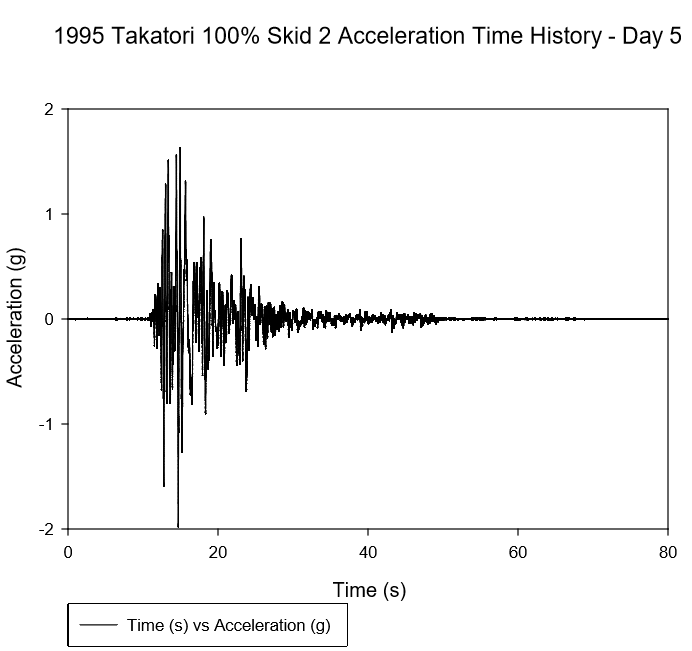 1995 Takatori 100% Skid 2 Acceleration Time History - Day 5
2
1
0
-1
-2
Acceleration (g)
0 20 40 60 80
Time (s)
Time (s) vs Acceleration (g)